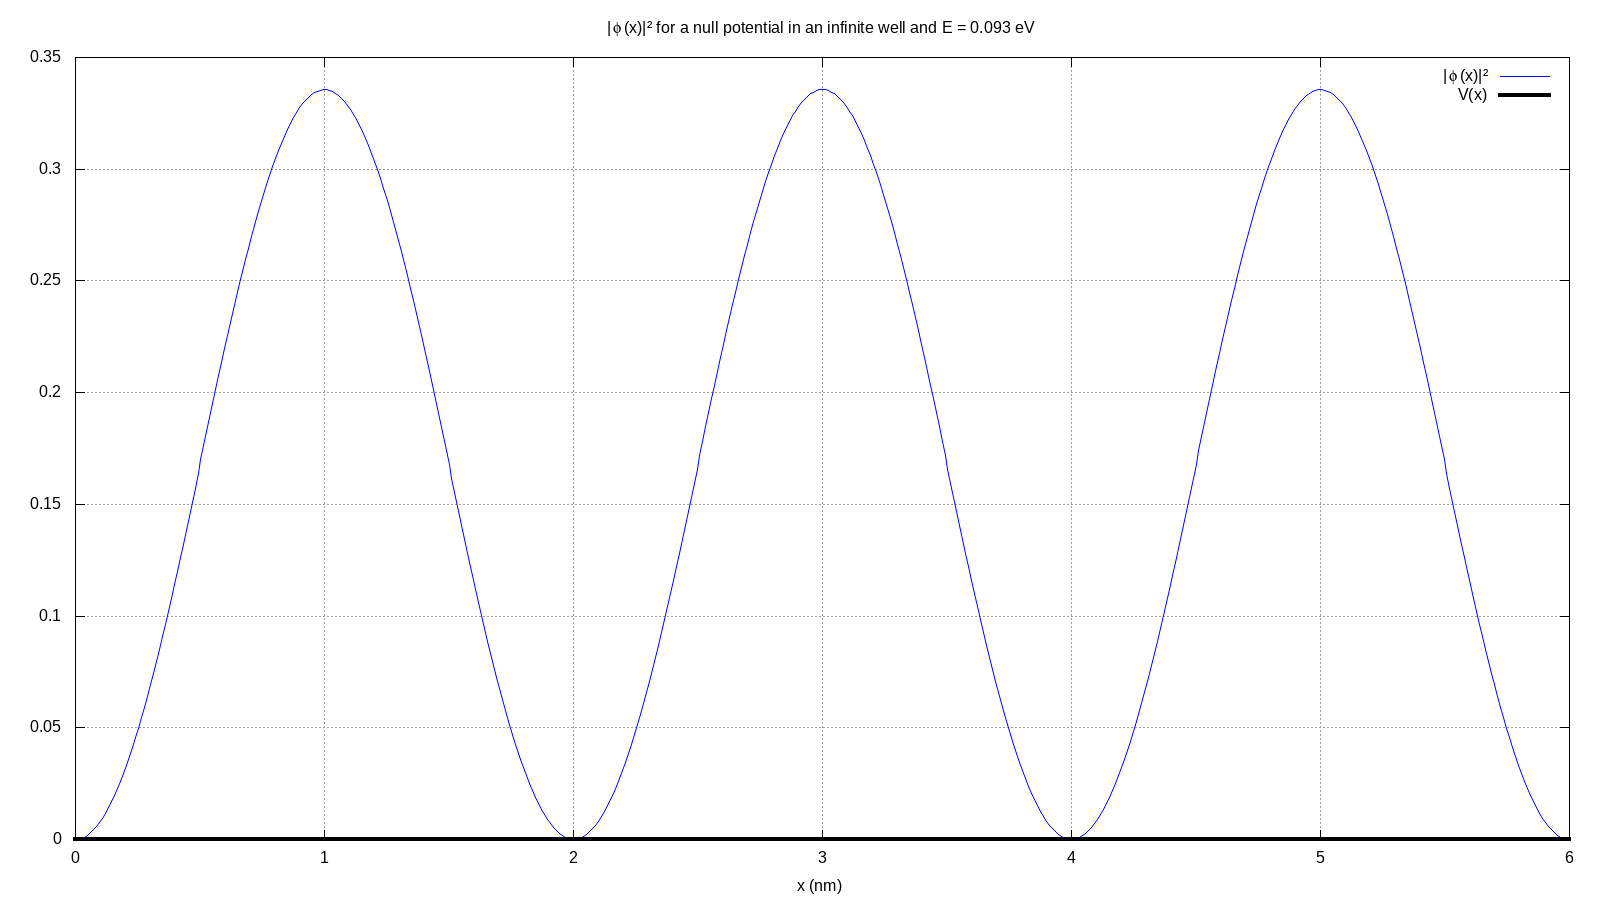 |ϕ(x)|² for a null potential in an infinite well and E = 0.093 eV
|ϕ(x)|²
V(x)
0.35
0.3
0.25
0.2
0.15
0.1
0.05
0
0 1 2 3 4 5 6
x (nm)